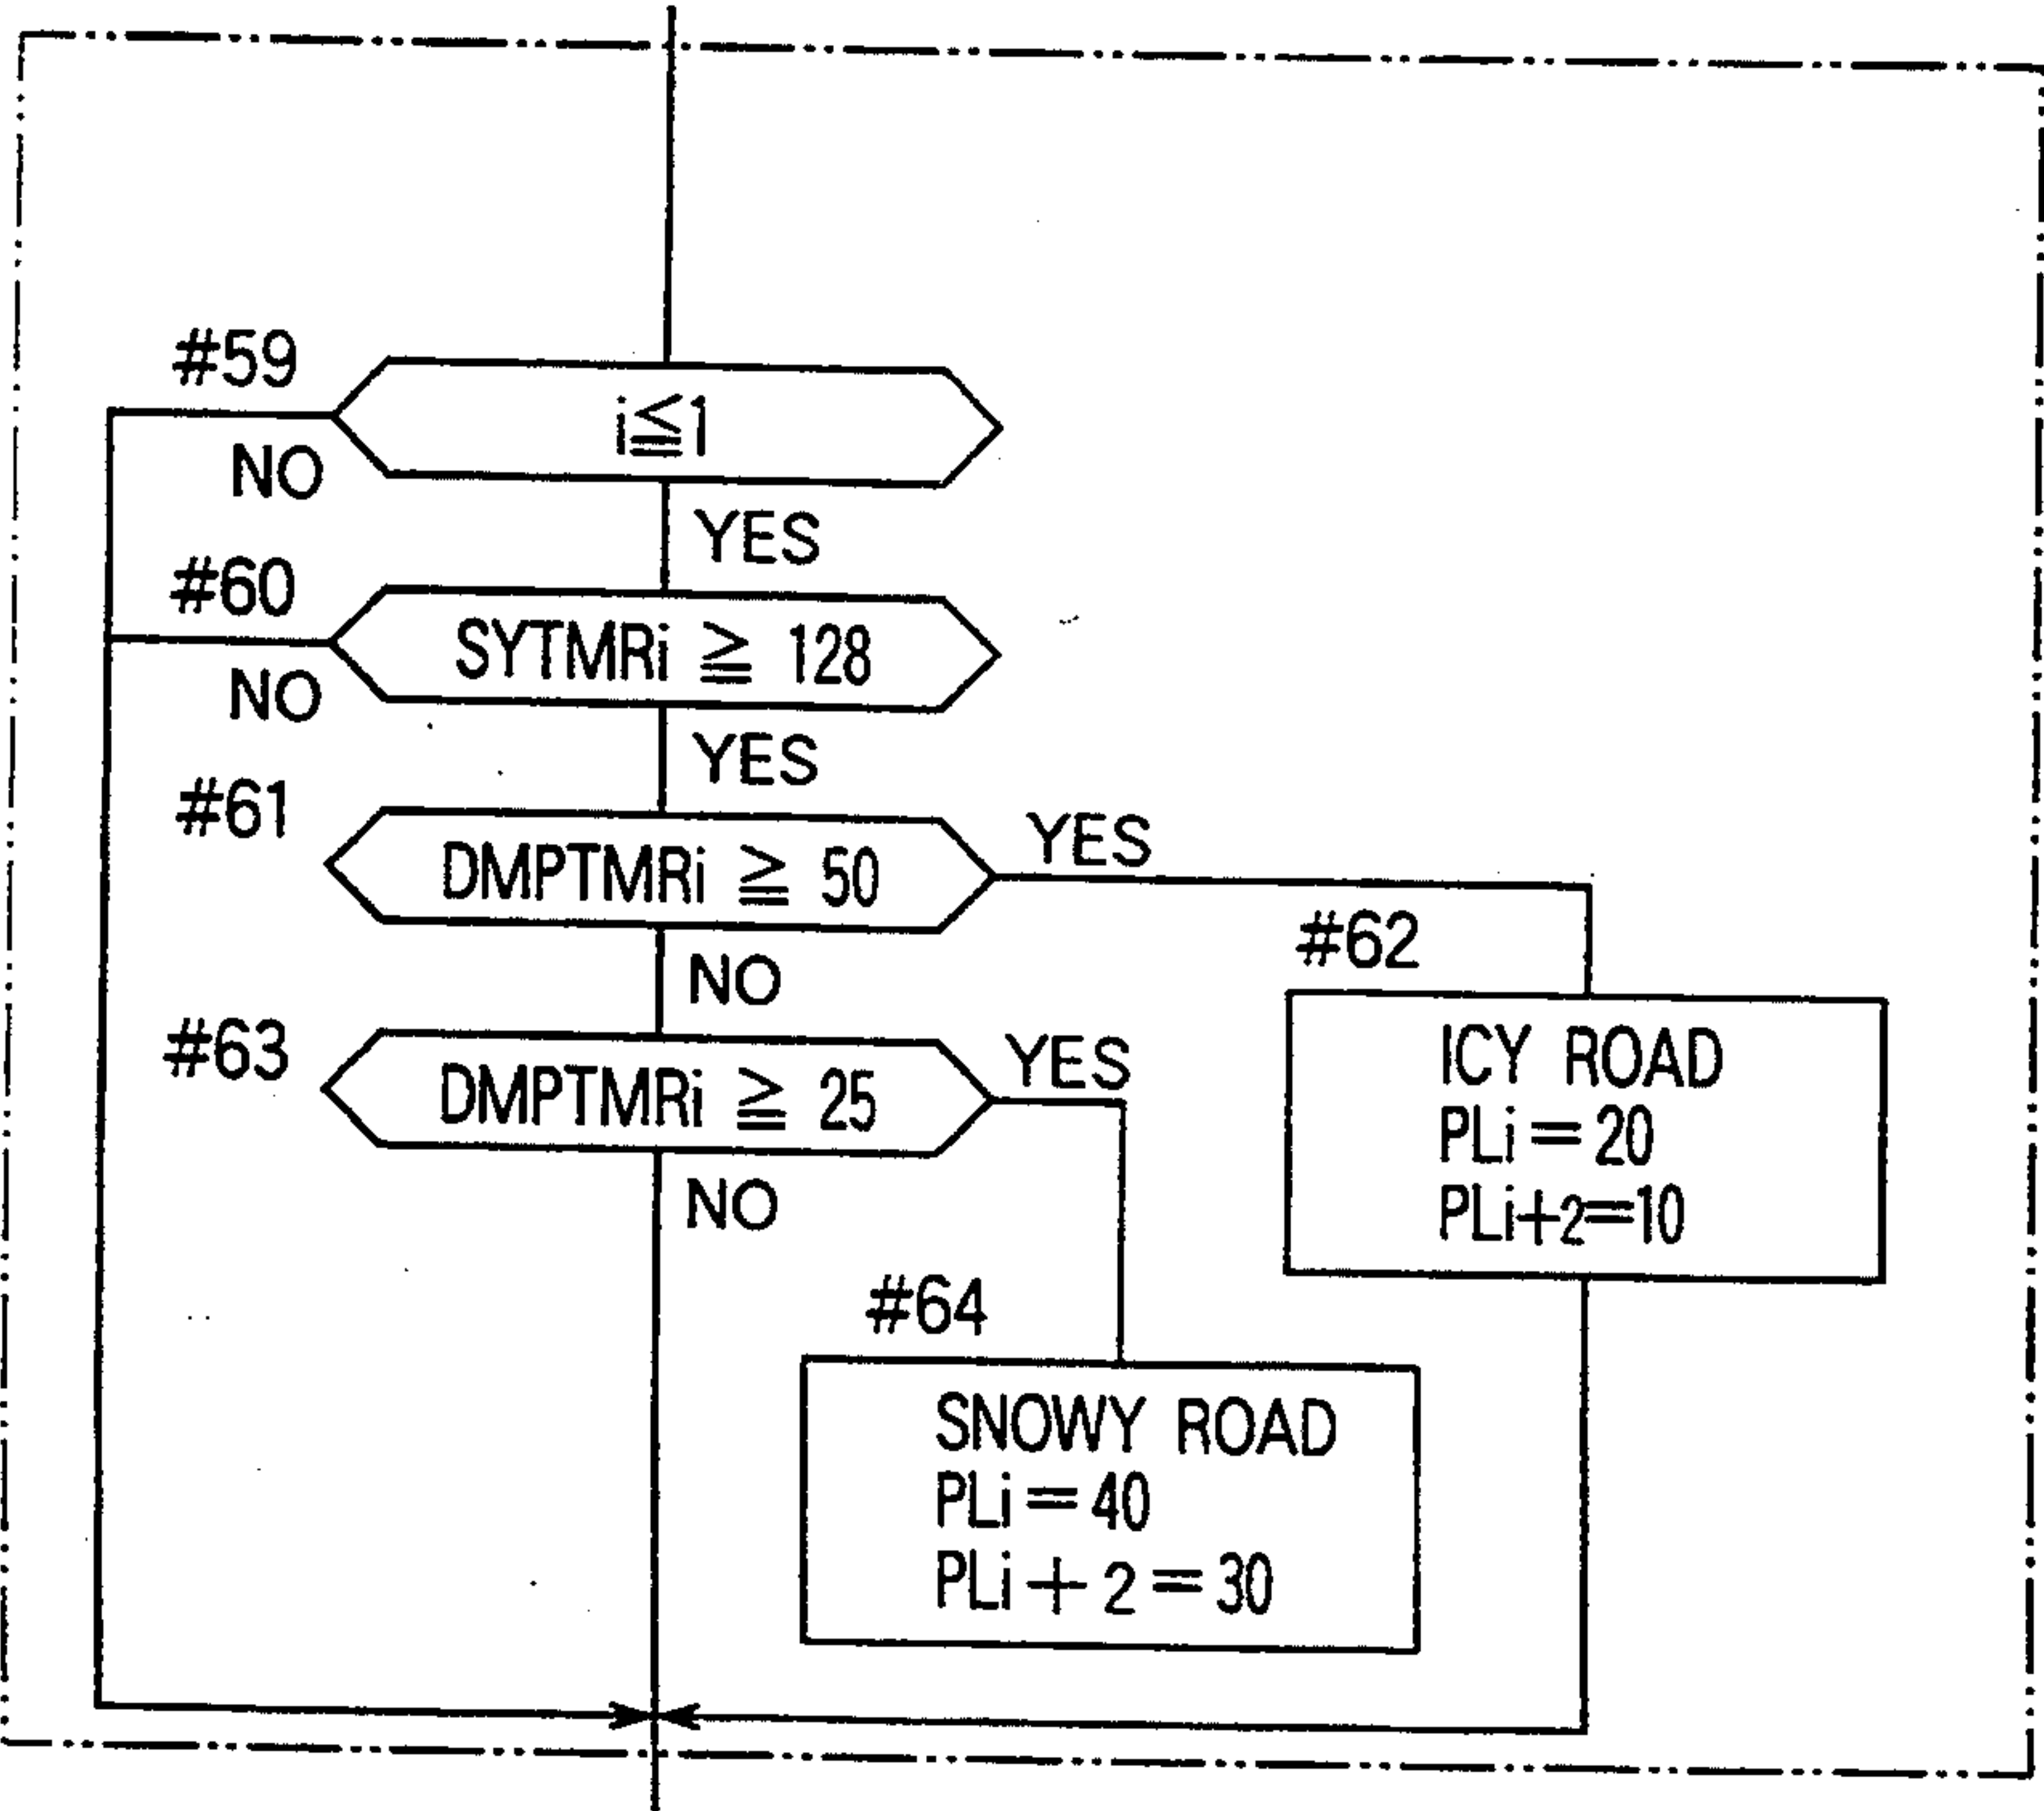 #59
i≦1
NO
YES
#60
SYTMRi ≧ 128
NO
YES
#61
DMPTMRi ≧ 50
YES
NO
#62
ICY ROAD
PLi=20
PLi+2=10
#63
DMPTMRi ≧ 25
YES
NO
#64
SNOWY ROAD
PLi=40
PLi + 2 = 30